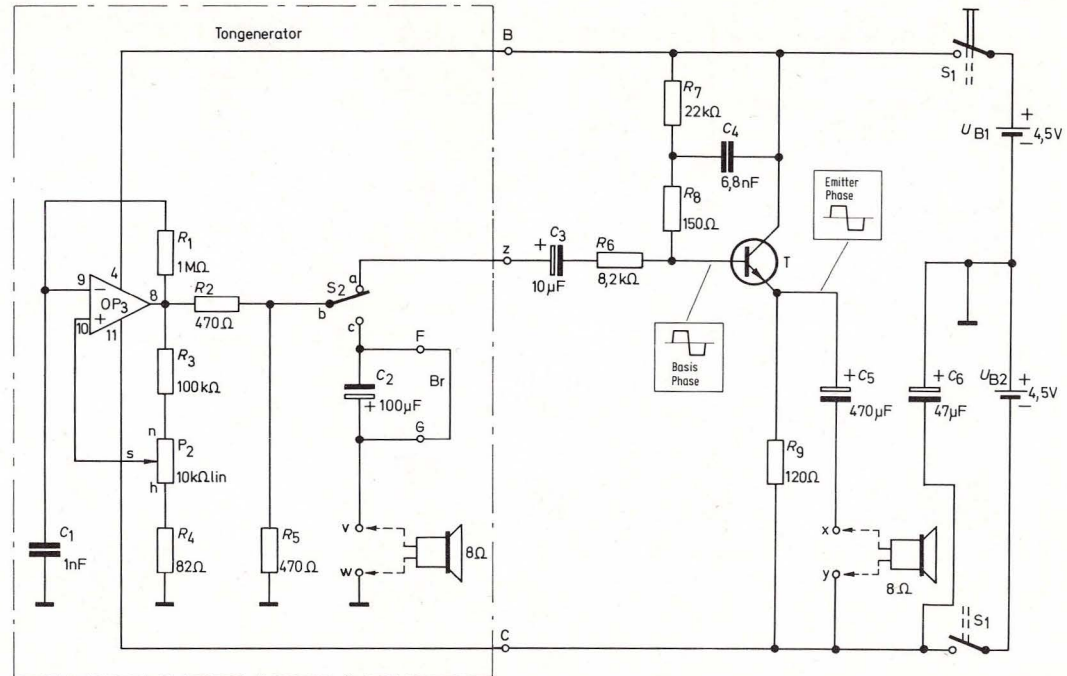 Tongenerator
B
S1
R7
22kΩ
C4
6,8nF
UB1
+
−
4,5V
R8
150Ω
Emitter
Phase
R1
1MΩ
4
9
−
OP3
8
10
+
11
R2
470Ω
S2
a
b
c
z
+
C3
10µF
R6
8,2kΩ
T
Basis
Phase
R3
100kΩ
F
C2
Br
+
100µF
G
+
C5
470µF
+
C6
47µF
UB2
+
4,5V
−
n
P2
s
10kΩlin
h
R9
120Ω
C1
1nF
R4
82Ω
R5
470Ω
v
w
8Ω
x
y
8Ω
S1
C